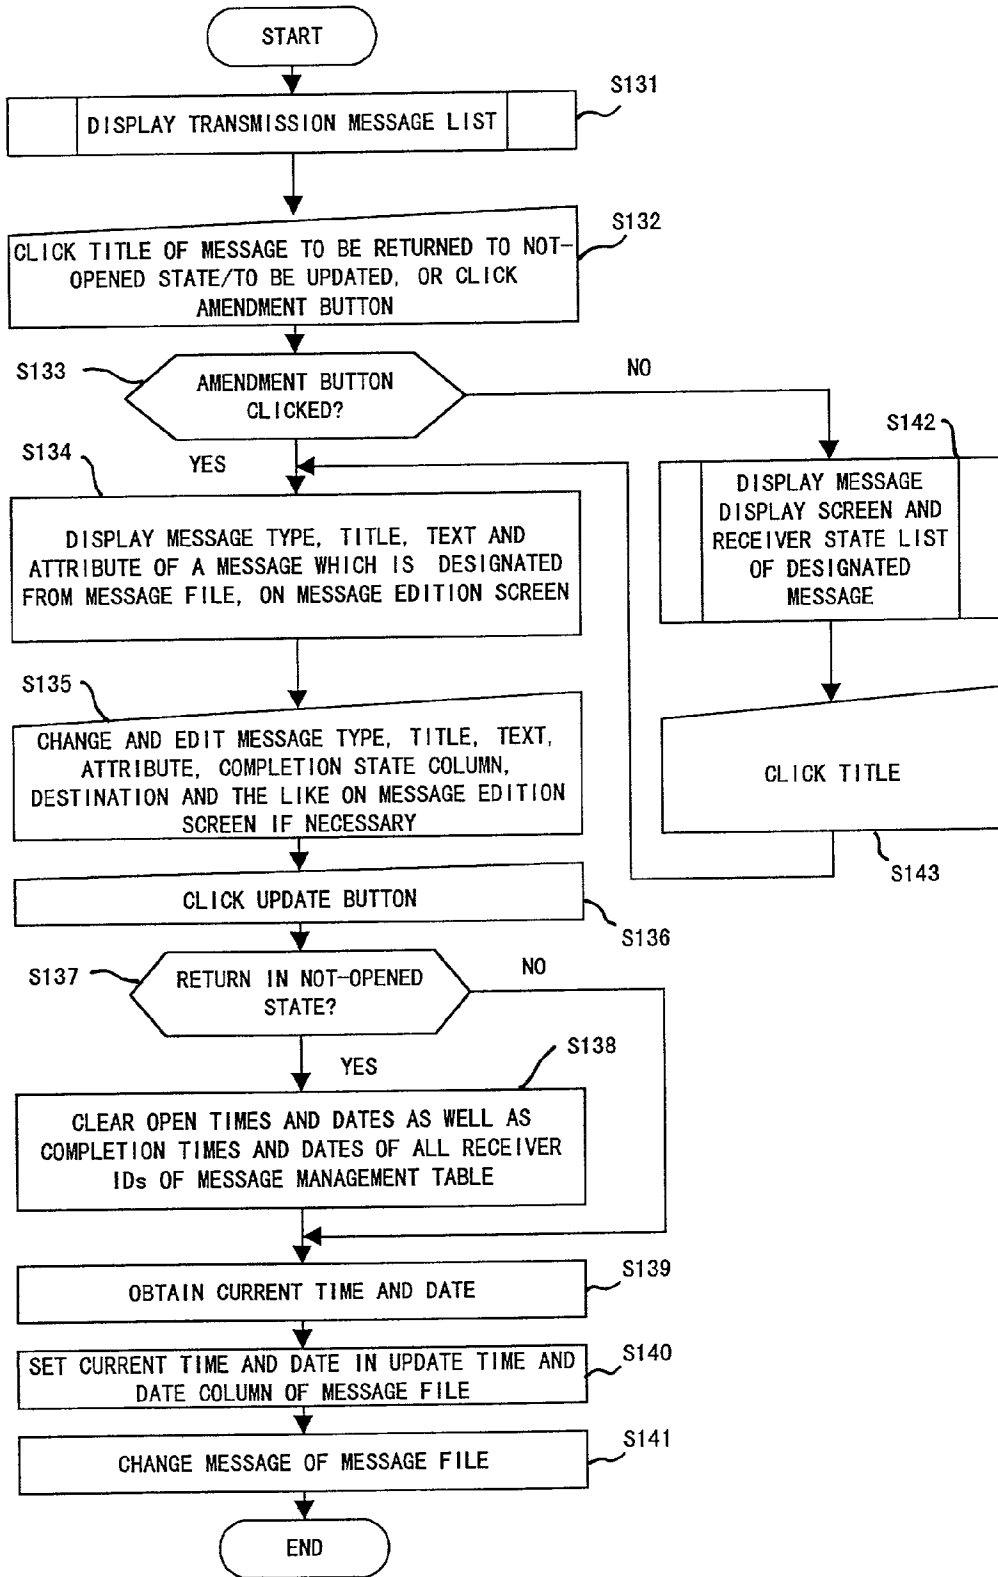 START
S131
DISPLAY TRANSMISSION MESSAGE LIST
S132
CLICK TITLE OF MESSAGE TO BE RETURNED TO NOT-
OPENED STATE/TO BE UPDATED, OR CLICK
AMENDMENT BUTTON
S133
AMENDMENT BUTTON
CLICKED?
NO
YES
S142
DISPLAY MESSAGE
DISPLAY SCREEN AND
RECEIVER STATE LIST
OF DESIGNATED
MESSAGE
S134
DISPLAY MESSAGE TYPE, TITLE, TEXT AND
ATTRIBUTE OF A MESSAGE WHICH IS DESIGNATED
FROM MESSAGE FILE, ON MESSAGE EDITION SCREEN
S135
CHANGE AND EDIT MESSAGE TYPE, TITLE, TEXT,
ATTRIBUTE, COMPLETION STATE COLUMN,
DESTINATION AND THE LIKE ON MESSAGE EDITION
SCREEN IF NECESSARY
CLICK TITLE
S143
CLICK UPDATE BUTTON
S136
S137
RETURN IN NOT-OPENED
STATE?
NO
YES
S138
CLEAR OPEN TIMES AND DATES AS WELL AS
COMPLETION TIMES AND DATES OF ALL RECEIVER
IDs OF MESSAGE MANAGEMENT TABLE
S139
OBTAIN CURRENT TIME AND DATE
S140
SET CURRENT TIME AND DATE IN UPDATE TIME AND
DATE COLUMN OF MESSAGE FILE
S141
CHANGE MESSAGE OF MESSAGE FILE
END